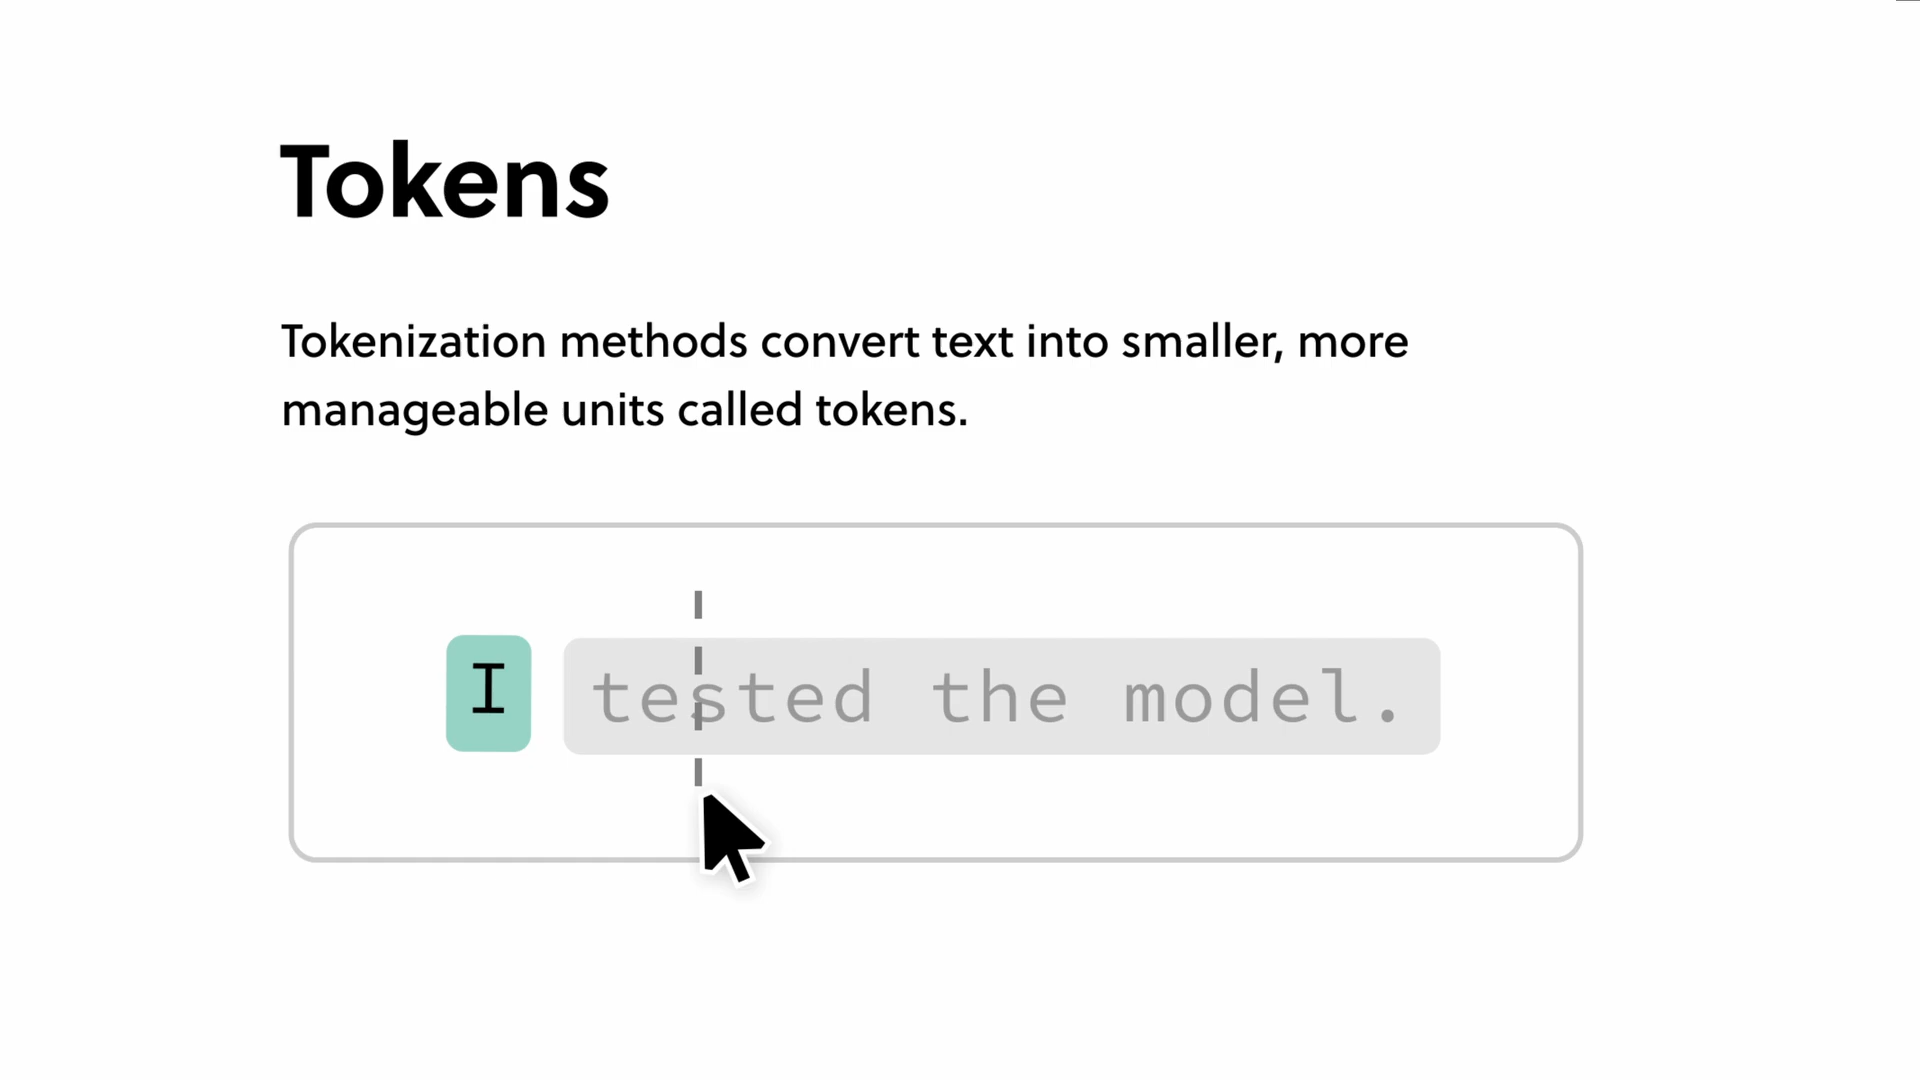 Tokens
Tokenization methods convert text into smaller, more
manageable units called tokens.
I tested the model.